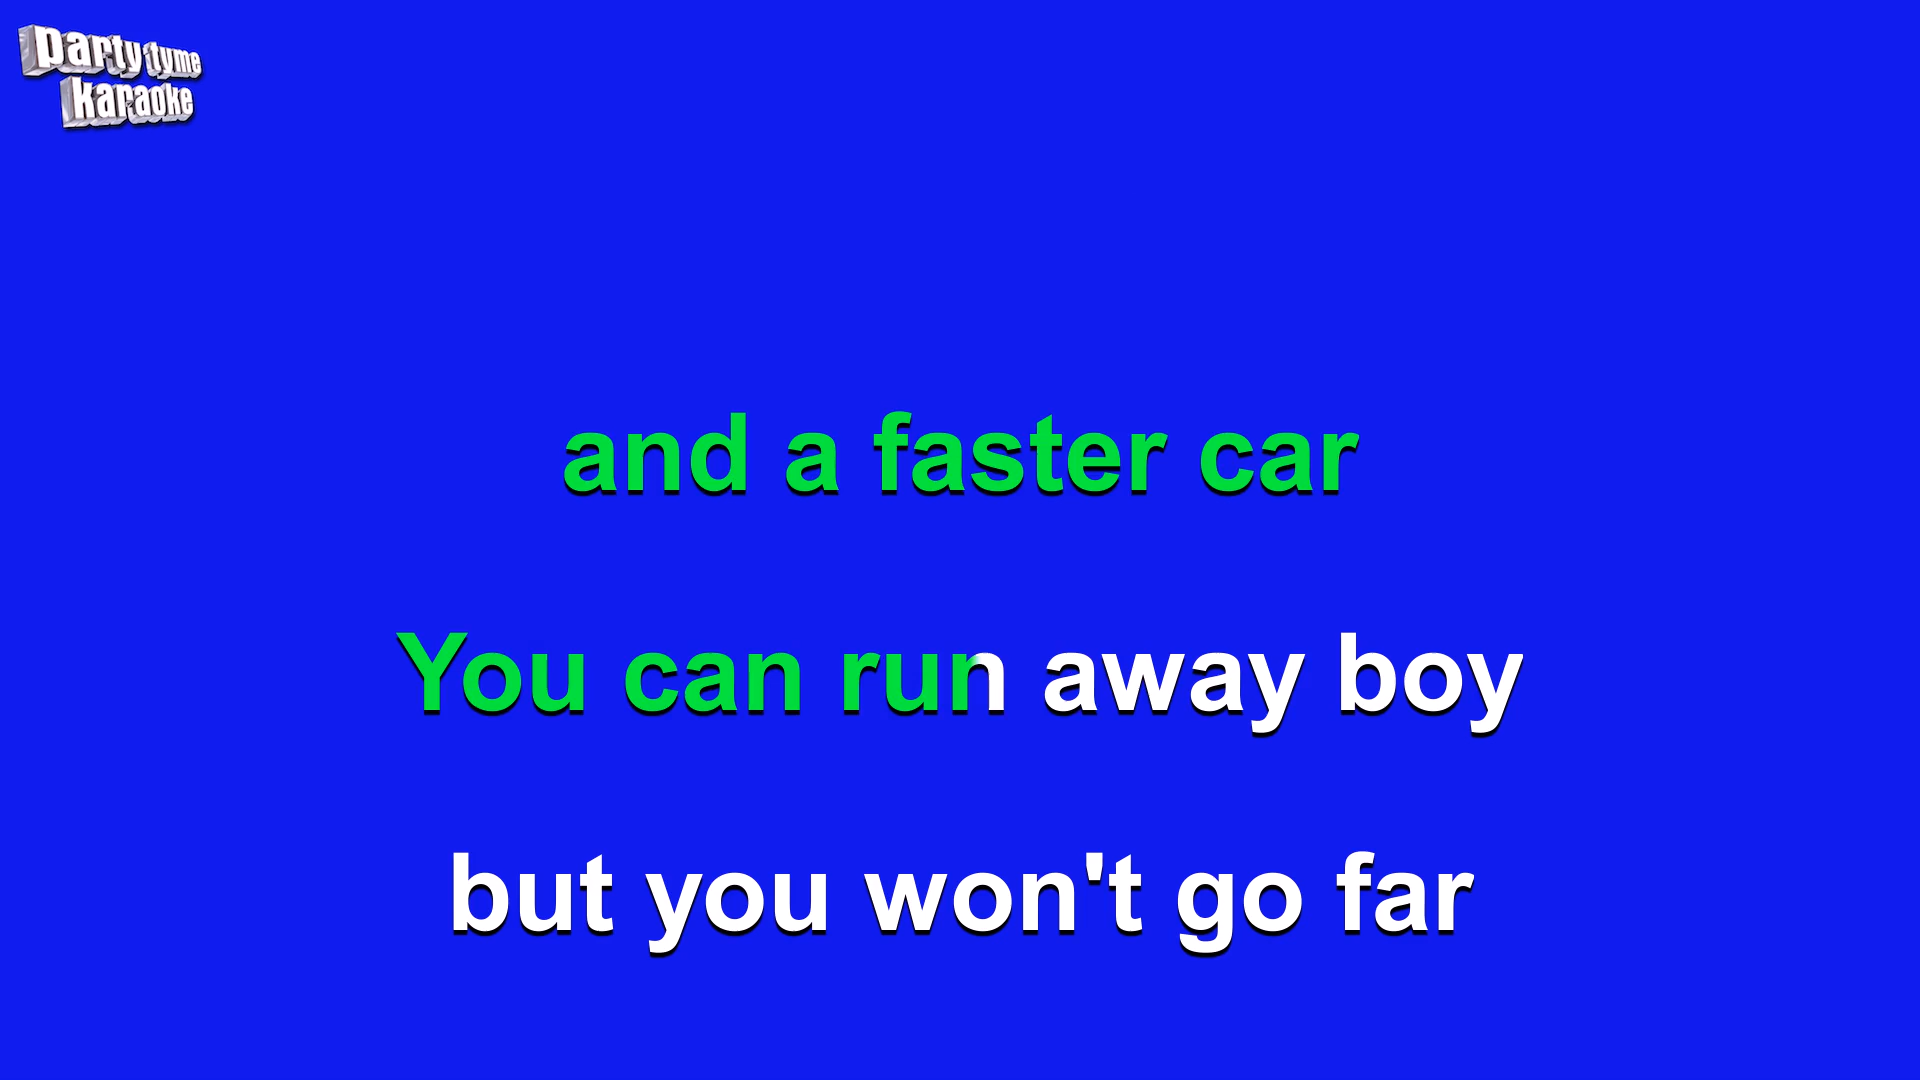 party tyme
karaoke
and a faster car
You can run away boy
but you won't go far